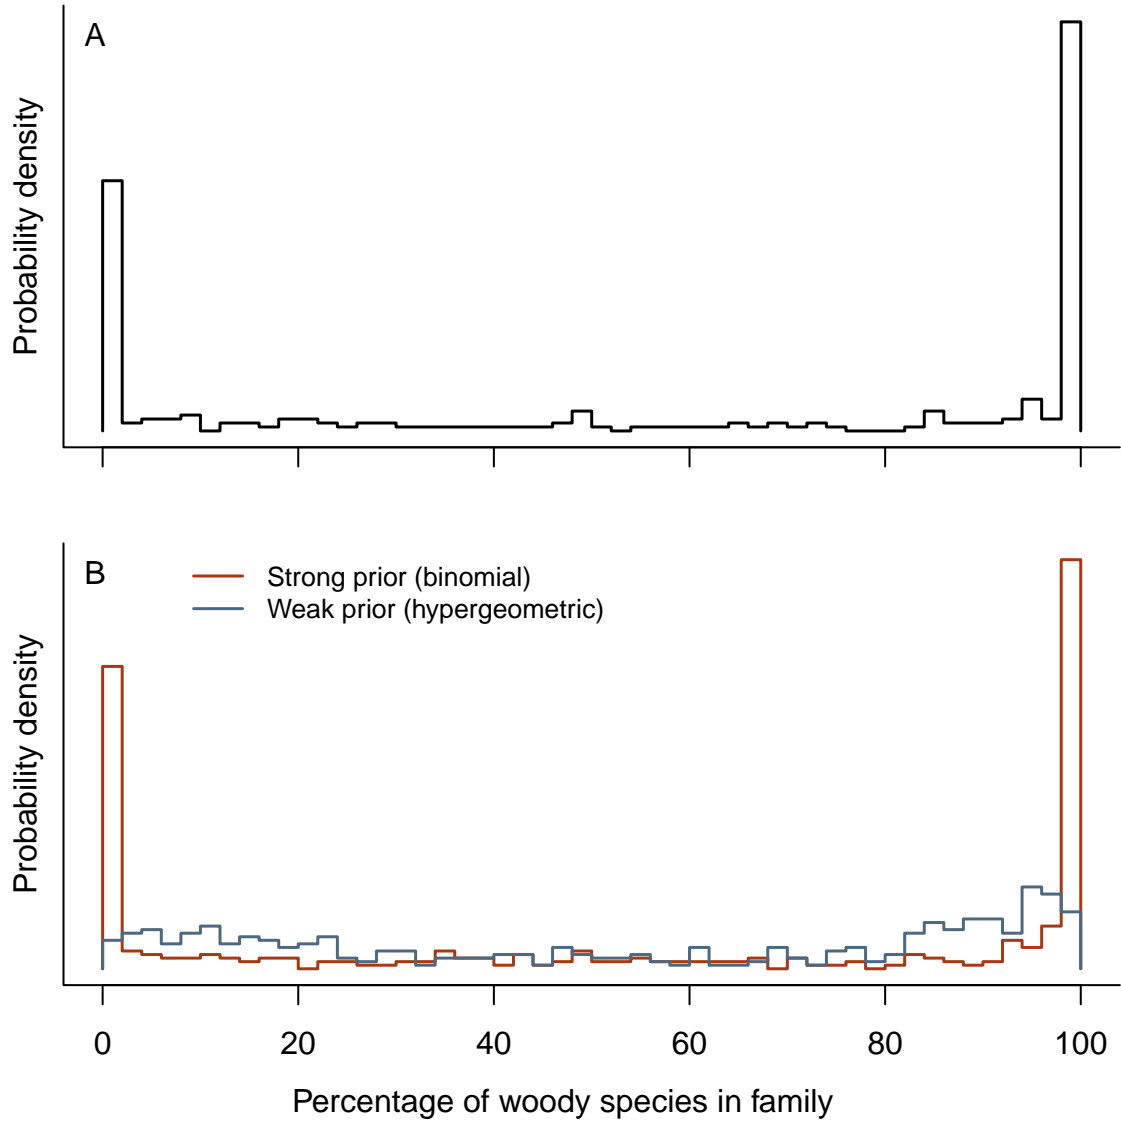 A
Probability density
B
Strong prior (binomial)
Weak prior (hypergeometric)
Probability density
0 20 40 60 80 100
Percentage of woody species in family